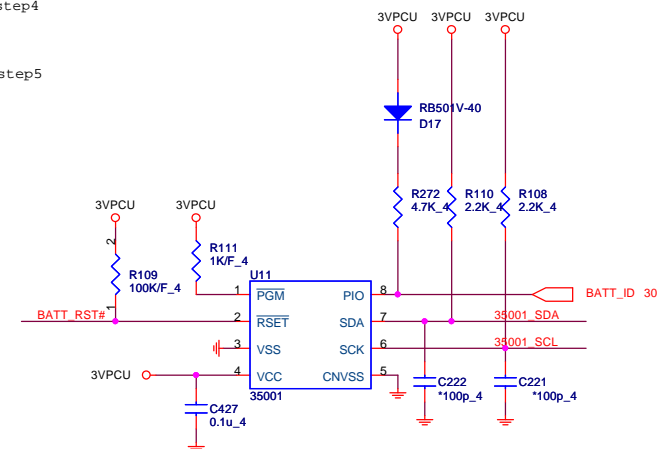 step4
step5
3VPCU
3VPCU
3VPCU
RB501V-40
D17
R272
4.7K_4
R110
2.2K_4
R108
2.2K_4
3VPCU
3VPCU
2
R109
100K/F_4
1
R111
1K/F_4
U11
BATT_RST#
1
PGM
PIO
8
BATT_ID 30
2
RSET
SDA
7
35001_SDA
3
VSS
SCK
6
35001_SCL
3VPCU
4
VCC
CNVSS
5
35001
C427
0.1u_4
C222
*100p_4
C221
*100p_4